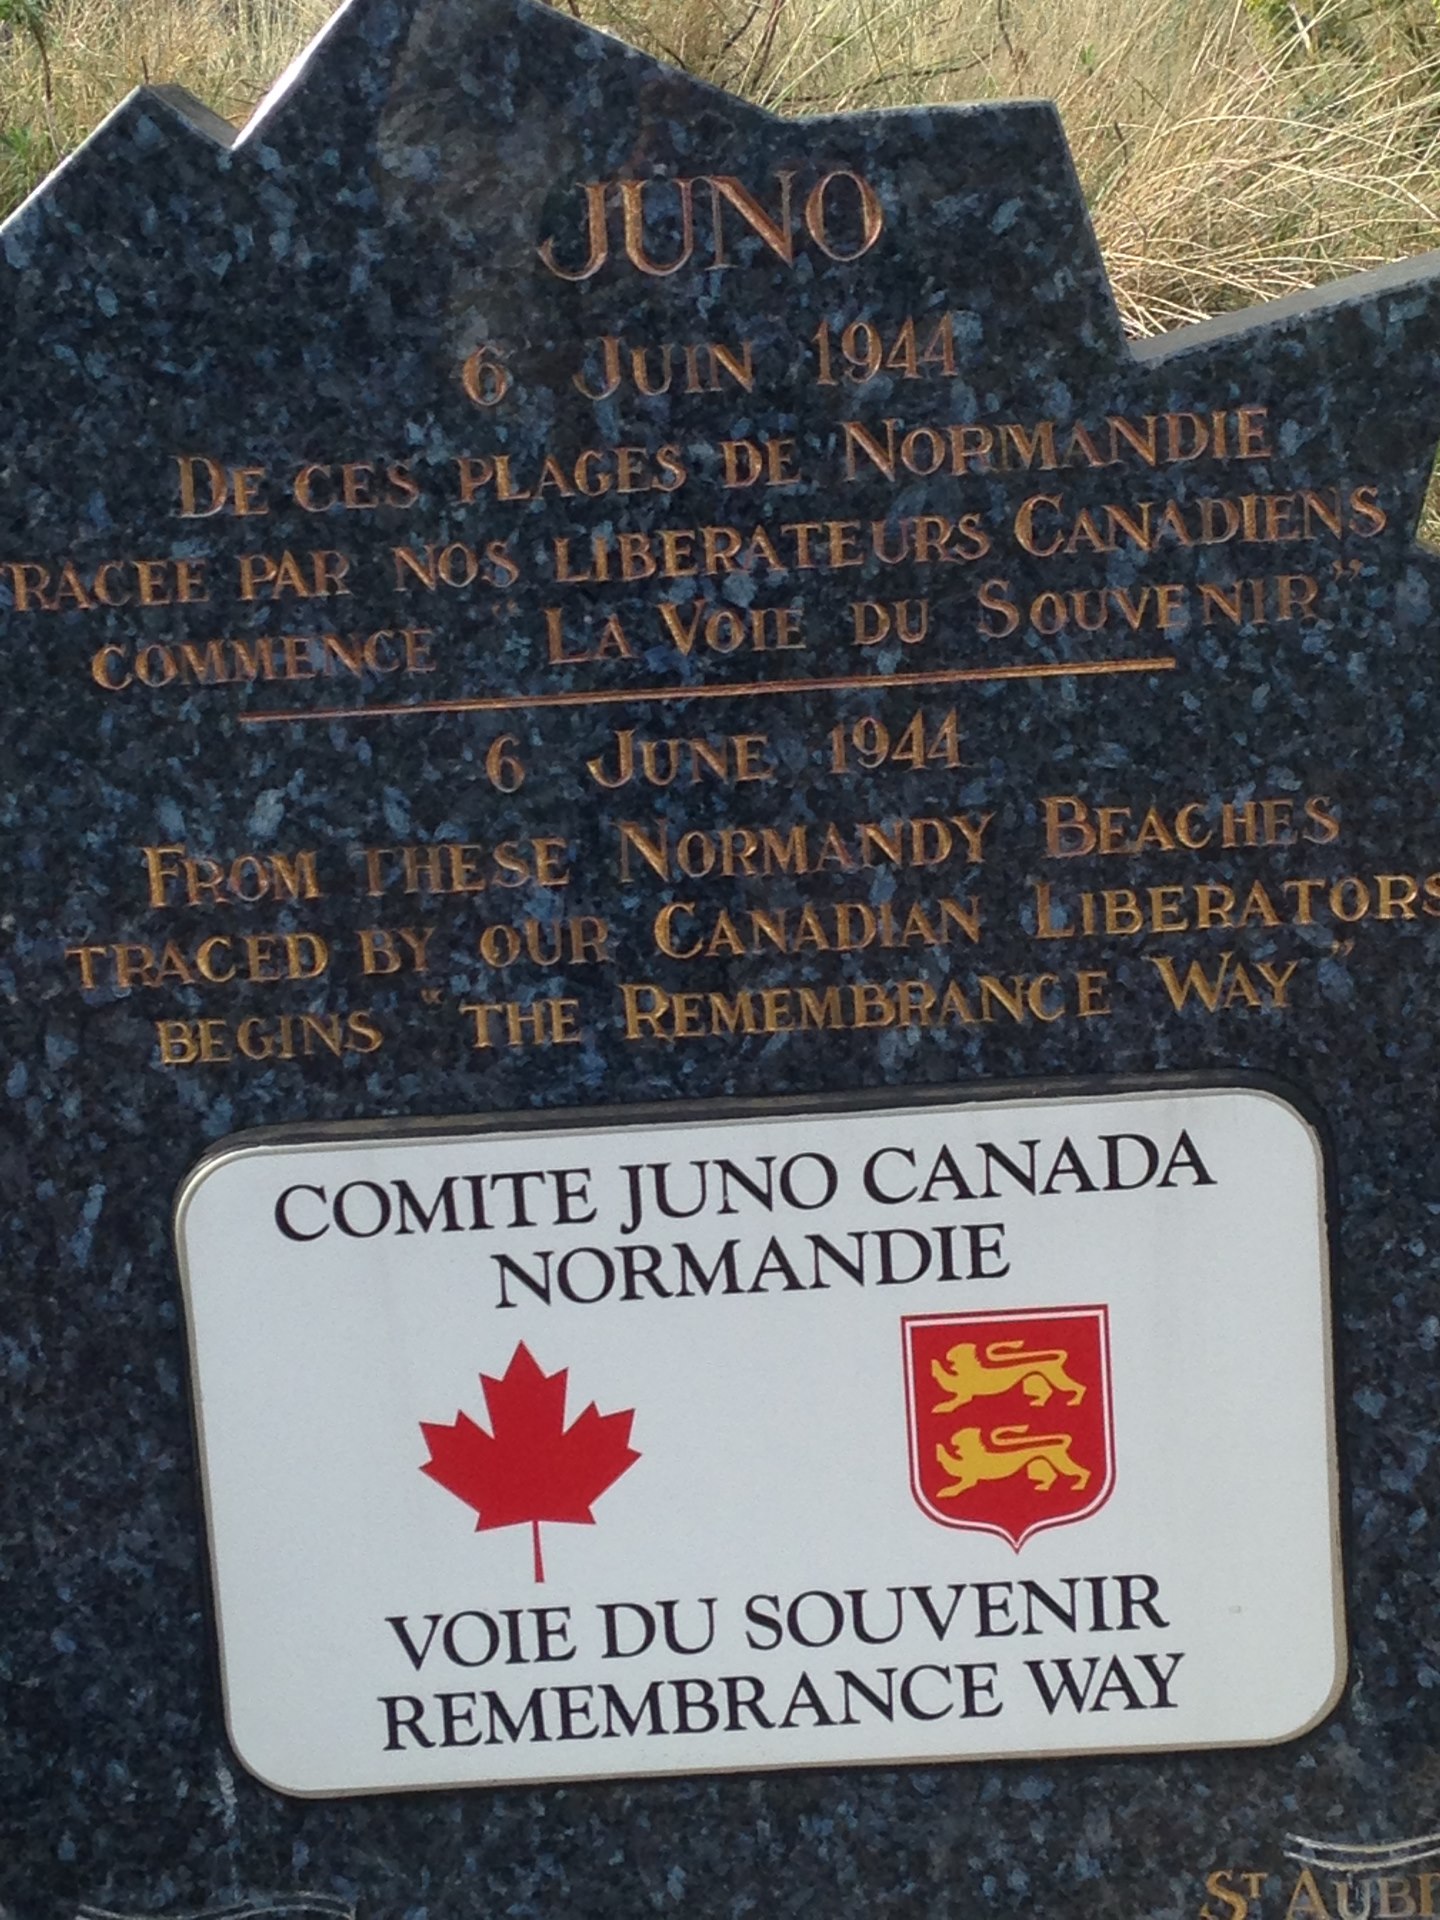 JUNO
6 JUIN 1944
DE CES PLAGES DE NORMANDIE
TRACEE PAR NOS LIBERATEURS CANADIENS
COMMENCE "LA VOIE DU SOUVENIR"
6 JUNE 1944
FROM THESE NORMANDY BEACHES
TRACED BY OUR CANADIAN LIBERATORS
BEGINS "THE REMEMBRANCE WAY"
COMITE JUNO CANADA
NORMANDIE
VOIE DU SOUVENIR
REMEMBRANCE WAY
ST